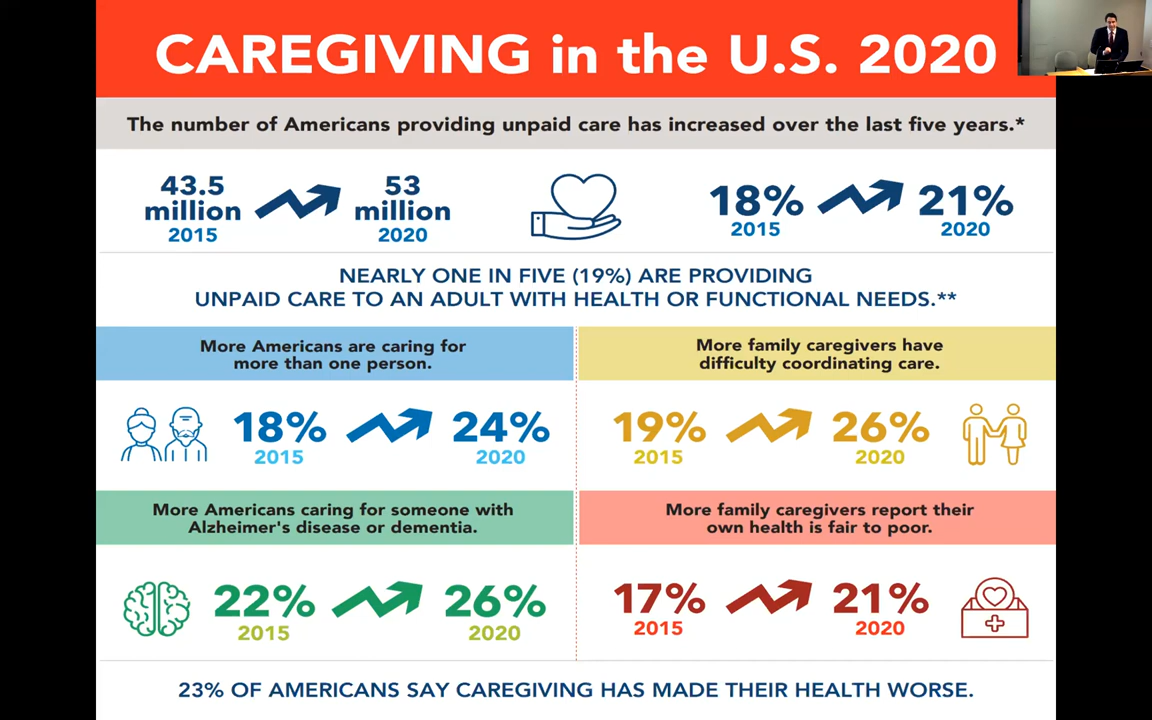 CAREGIVING in the U.S. 2020
The number of Americans providing unpaid care has increased over the last five years.*
43.5
million
2015
53
million
2020
18%
2015
21%
2020
NEARLY ONE IN FIVE (19%) ARE PROVIDING
UNPAID CARE TO AN ADULT WITH HEALTH OR FUNCTIONAL NEEDS.**
More Americans are caring for
more than one person.
18%
2015
24%
2020
More family caregivers have
difficulty coordinating care.
19%
2015
26%
2020
More Americans caring for someone with
Alzheimer's disease or dementia.
22%
2015
26%
2020
More family caregivers report their
own health is fair to poor.
17%
2015
21%
2020
23% OF AMERICANS SAY CAREGIVING HAS MADE THEIR HEALTH WORSE.